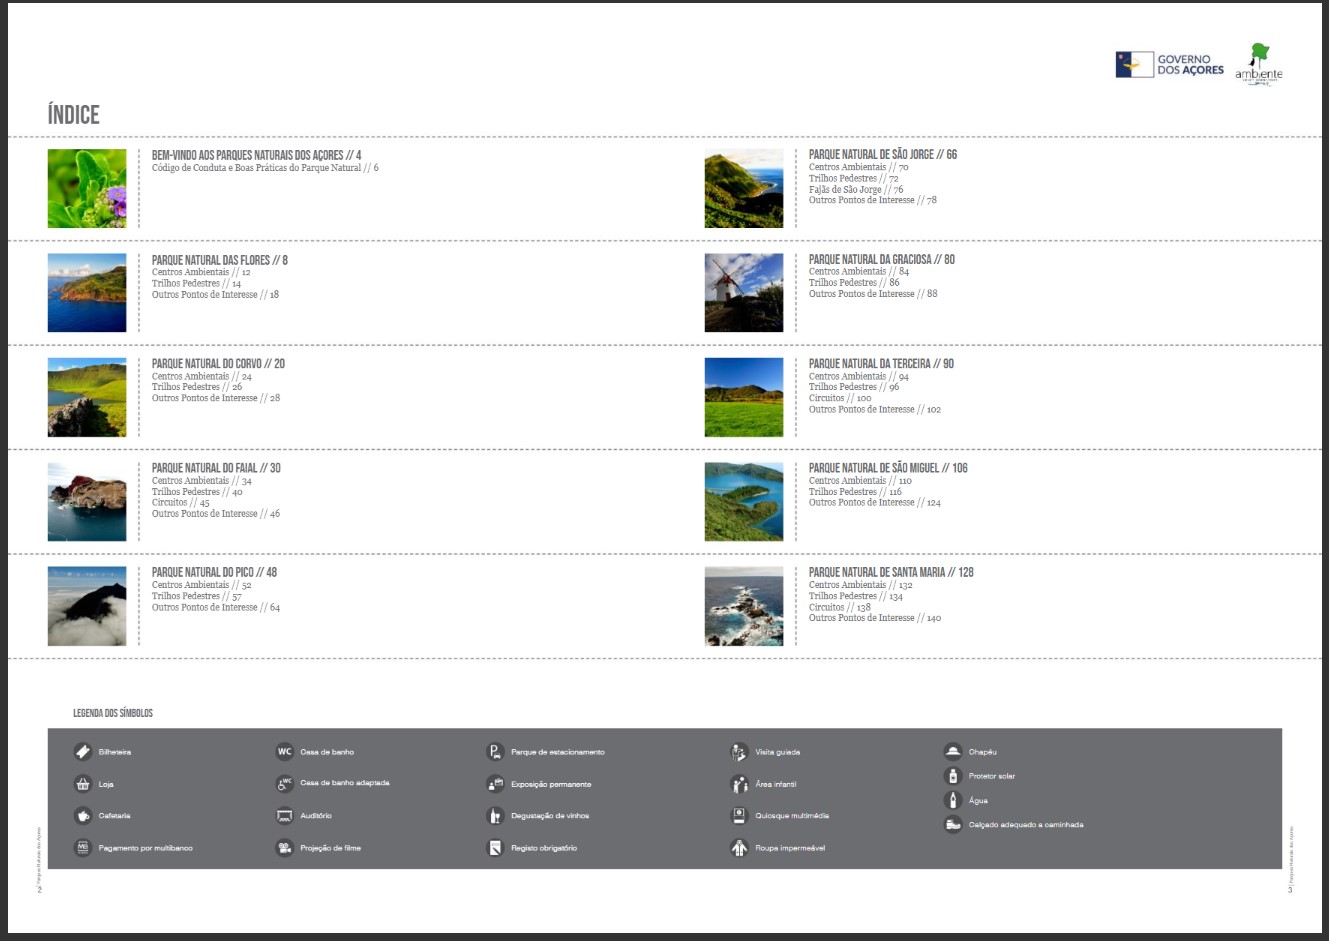 GOVERNO
DOS AÇORES
ambiente
ÍNDICE
BEM-VINDO AOS PARQUES NATURAIS DOS AÇORES // 4
Código de Conduta e Boas Práticas do Parque Natural // 6
PARQUE NATURAL DAS FLORES // 8
Centros Ambientais // 12
Trilhos Pedestres // 14
Outros Pontos de Interesse // 18
PARQUE NATURAL DO CORVO // 20
Centros Ambientais // 24
Trilhos Pedestres // 26
Outros Pontos de Interesse // 28
PARQUE NATURAL DO FAIAL // 30
Centros Ambientais // 34
Trilhos Pedestres // 40
Circuitos // 45
Outros Pontos de Interesse // 46
PARQUE NATURAL DO PICO // 48
Centros Ambientais // 52
Trilhos Pedestres // 57
Outros Pontos de Interesse // 64
PARQUE NATURAL DE SÃO JORGE // 66
Centros Ambientais // 70
Trilhos Pedestres // 72
Fajãs de São Jorge // 76
Outros Pontos de Interesse // 78
PARQUE NATURAL DA GRACIOSA // 80
Centros Ambientais // 84
Trilhos Pedestres // 86
Outros Pontos de Interesse // 88
PARQUE NATURAL DA TERCEIRA // 90
Centros Ambientais // 94
Trilhos Pedestres // 96
Circuitos // 100
Outros Pontos de Interesse // 102
PARQUE NATURAL DE SÃO MIGUEL // 106
Centros Ambientais // 110
Trilhos Pedestres // 116
Outros Pontos de Interesse // 124
PARQUE NATURAL DE SANTA MARIA // 128
Centros Ambientais // 132
Trilhos Pedestres // 134
Circuitos // 138
Outros Pontos de Interesse // 140
LEGENDA DOS SÍMBOLOS
Bilheteira
Loja
Cafetaria
MB Pagamento por multibanco
WC Casa de banho
WC Casa de banho adaptada
Auditório
Projeção de filme
P Parque de estacionamento
Exposição permanente
Degustação de vinhos
Registo obrigatório
Visita guiada
Área infantil
Quiosque multimédia
Roupa impermeável
Chapéu
Protetor solar
Água
Calçado adequado a caminhada
2 | Parques Naturais dos Açores
Parques Naturais dos Açores | 3